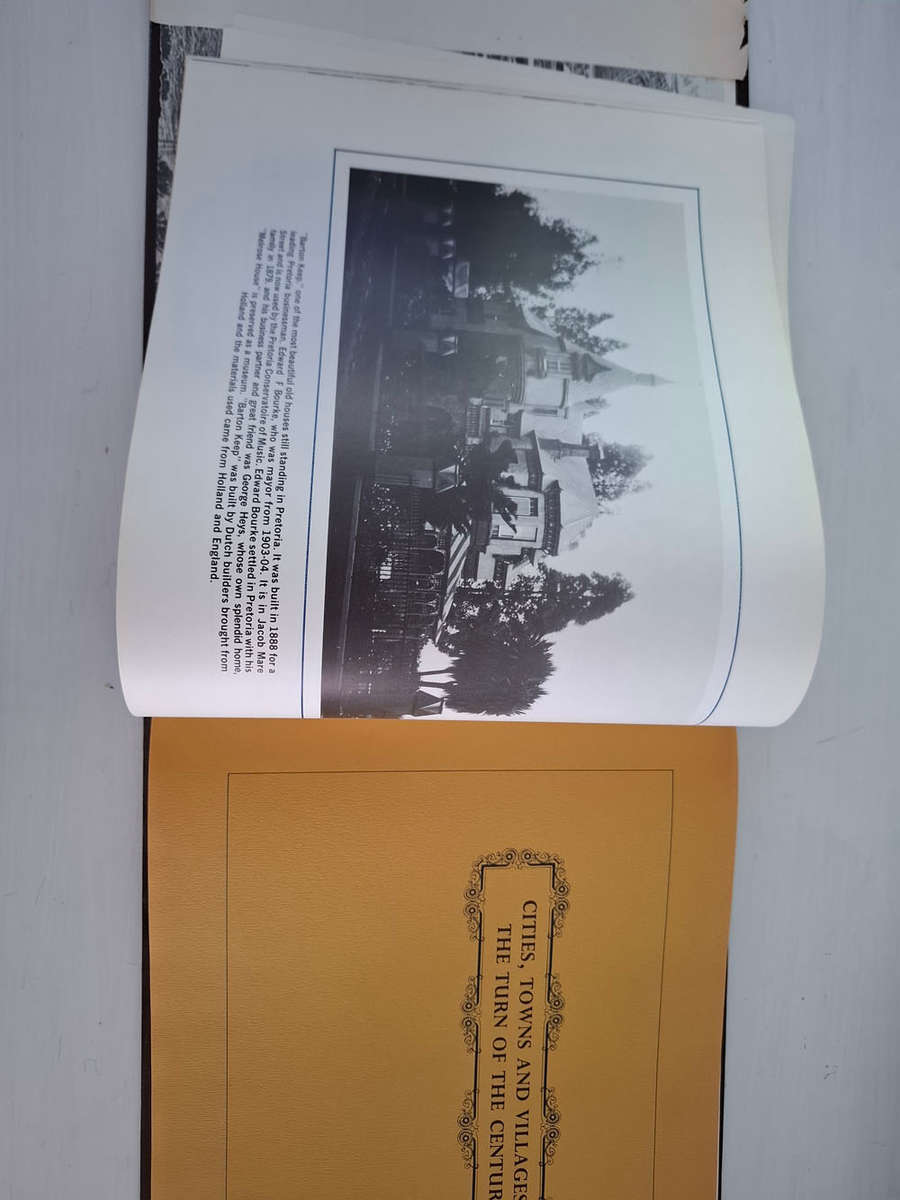 "Barton Keep," one of the most beautiful old houses still standing in Pretoria. It was built in 1888 for a
leading Pretoria businessman, Edward F Bourke, who was mayor from 1903-04. It is in Jacob Mare
Street and is now used by the Pretoria Conservatoire of Music. Edward Bourke settled in Pretoria with his
family in 1879, and his business partner and great friend was George Heys, whose own splendid home,
"Melrose House" is preserved as a museum. "Barton Keep" was built by Dutch builders brought from
Holland and the materials used came from Holland and England.
CITIES, TOWNS AND VILLAGES
THE TURN OF THE CENTUR